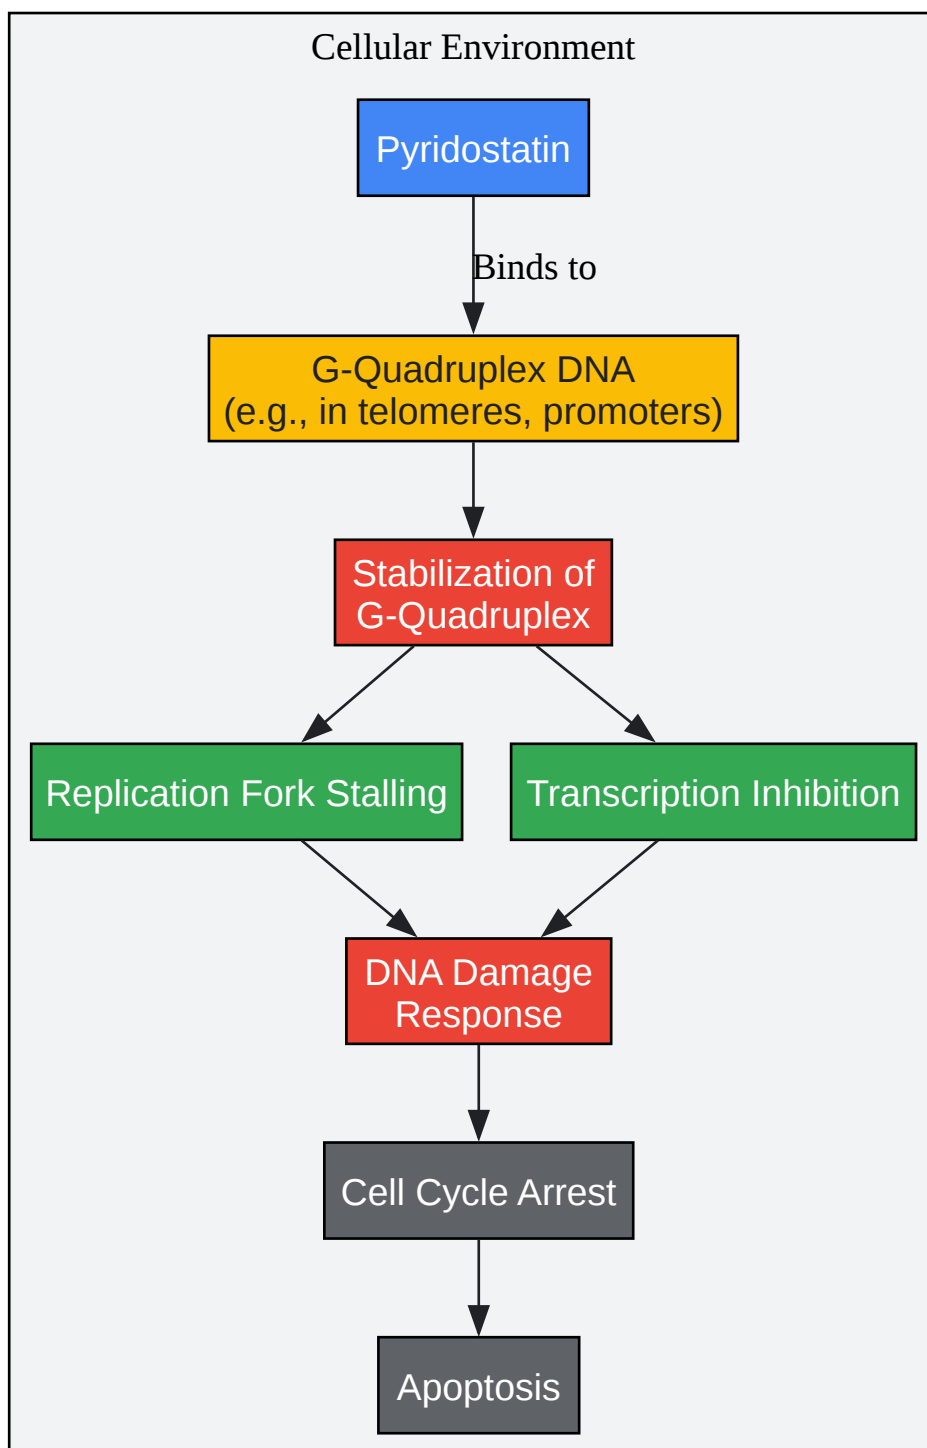 Cellular Environment
Pyridostatin
Binds to
G-Quadruplex DNA
(e.g., in telomeres, promoters)
Stabilization of
G-Quadruplex
Replication Fork Stalling
Transcription Inhibition
DNA Damage
Response
Cell Cycle Arrest
Apoptosis